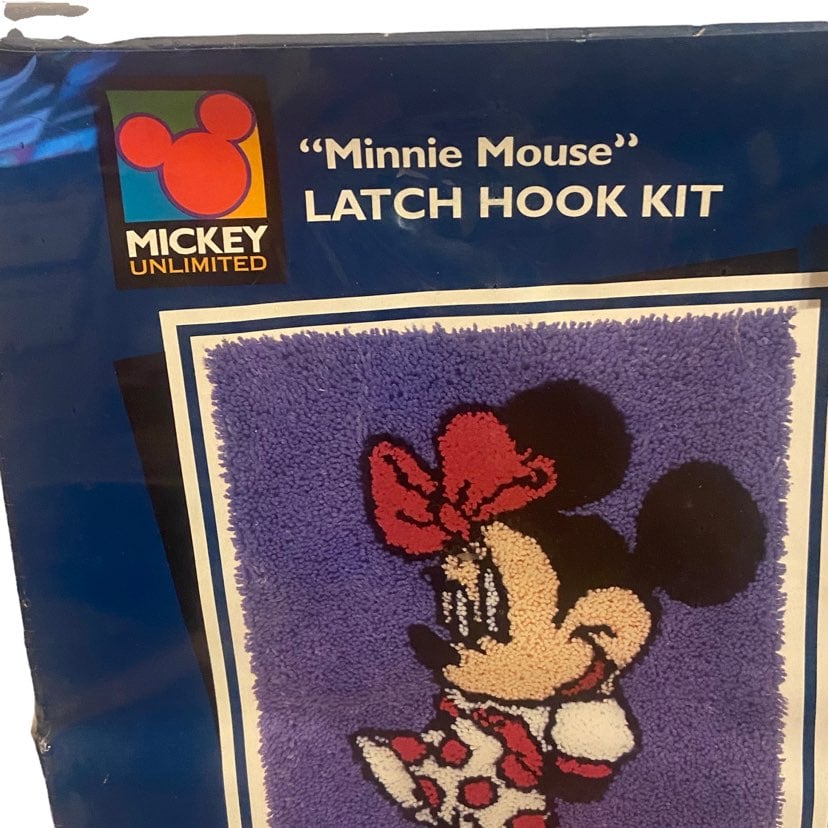 MICKEY
UNLIMITED
“Minnie Mouse”
LATCH HOOK KIT